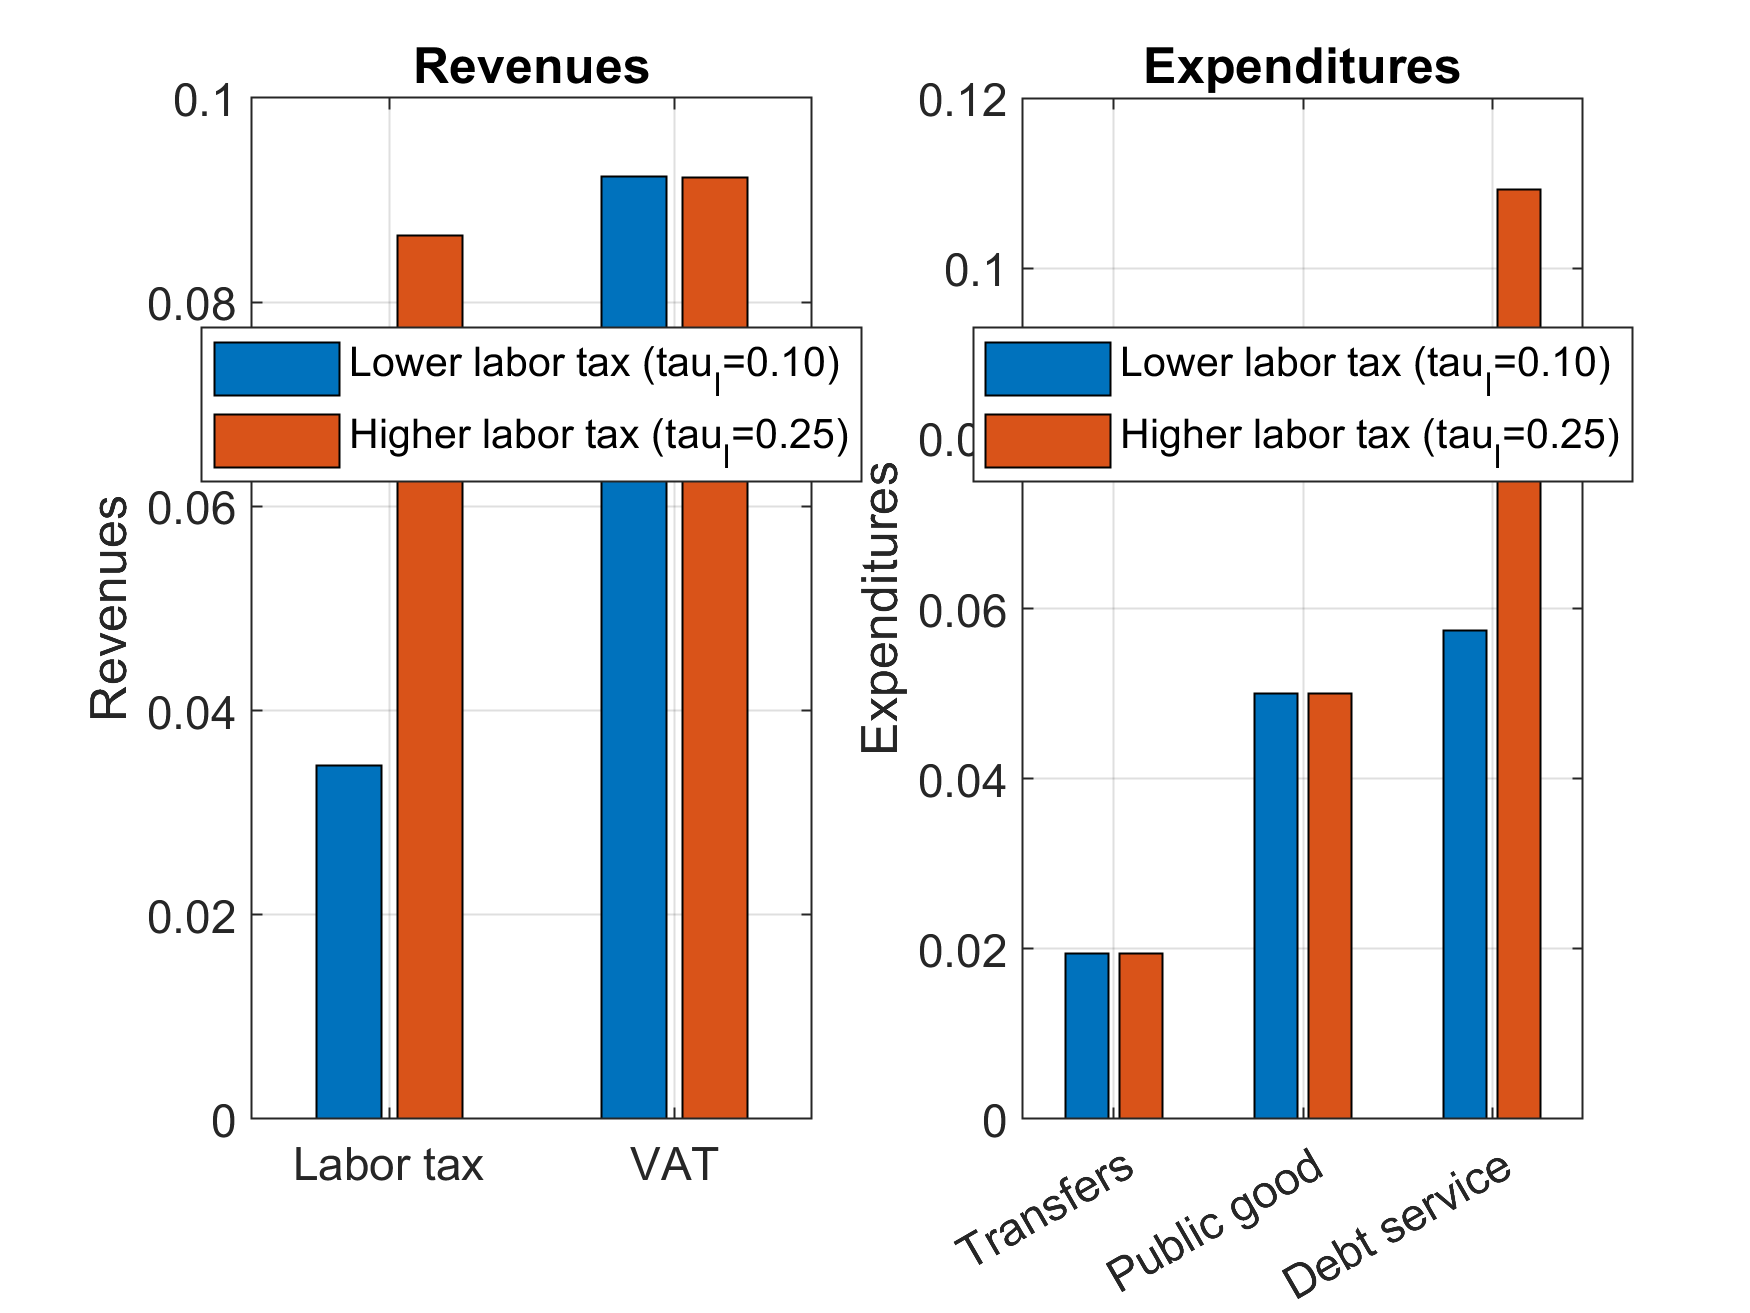 Revenues
0.1
0.08
0.06
0.04
0.02
0
Revenues
Lower labor tax (tau_l=0.10)
Higher labor tax (tau_l=0.25)
Labor tax
VAT
Expenditures
0.12
0.1
0.06
0.04
0.02
0
Expenditures
Lower labor tax (tau_l=0.10)
Higher labor tax (tau_l=0.25)
Transfers
Public good
Debt service